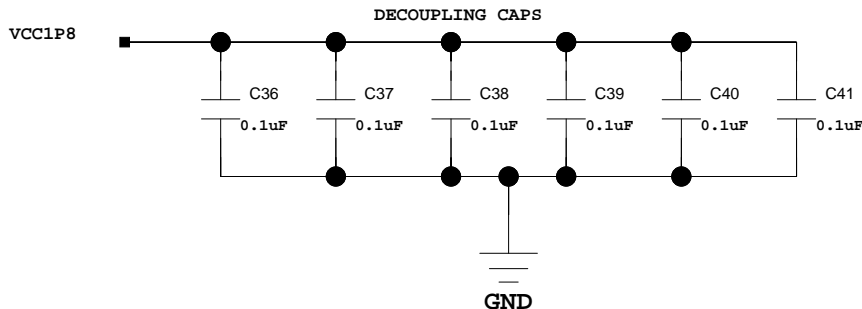 DECOUPLING CAPS
VCC1P8
C36 C37 C38 C39 C40 C41
0.1uF 0.1uF 0.1uF 0.1uF 0.1uF 0.1uF
GND